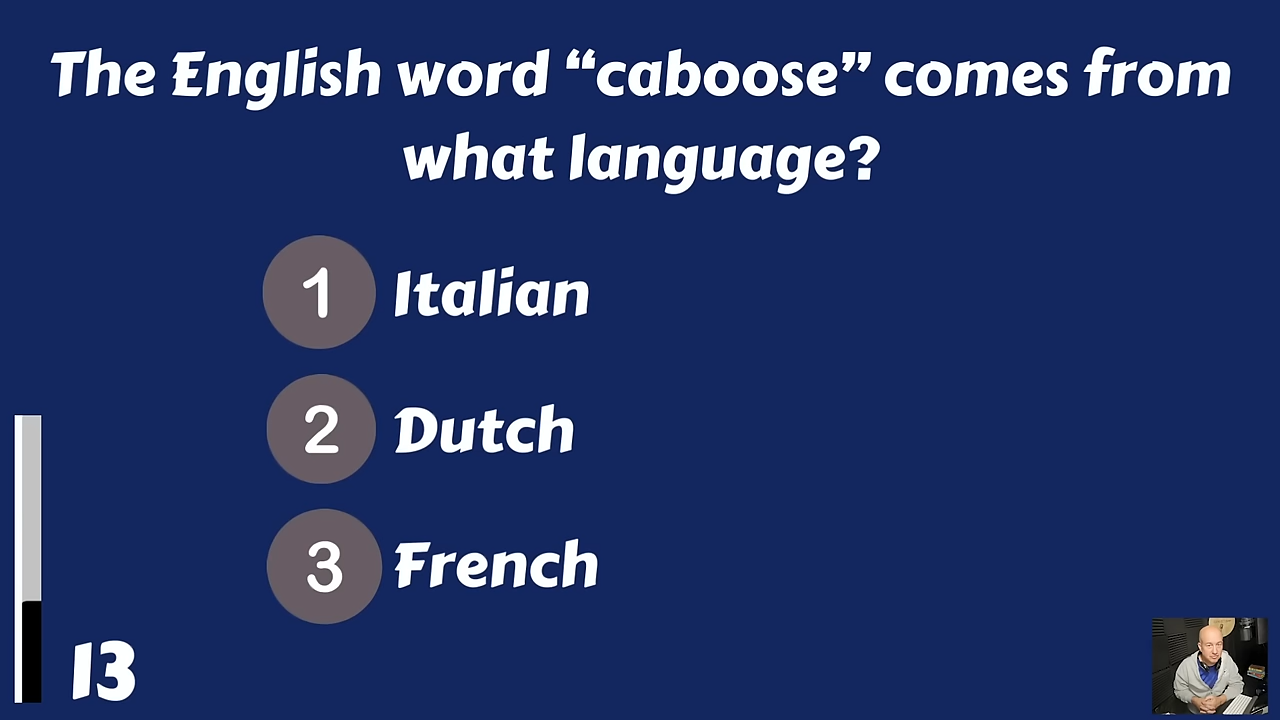 The English word “caboose” comes from
what language?
1 Italian
2 Dutch
3 French
13